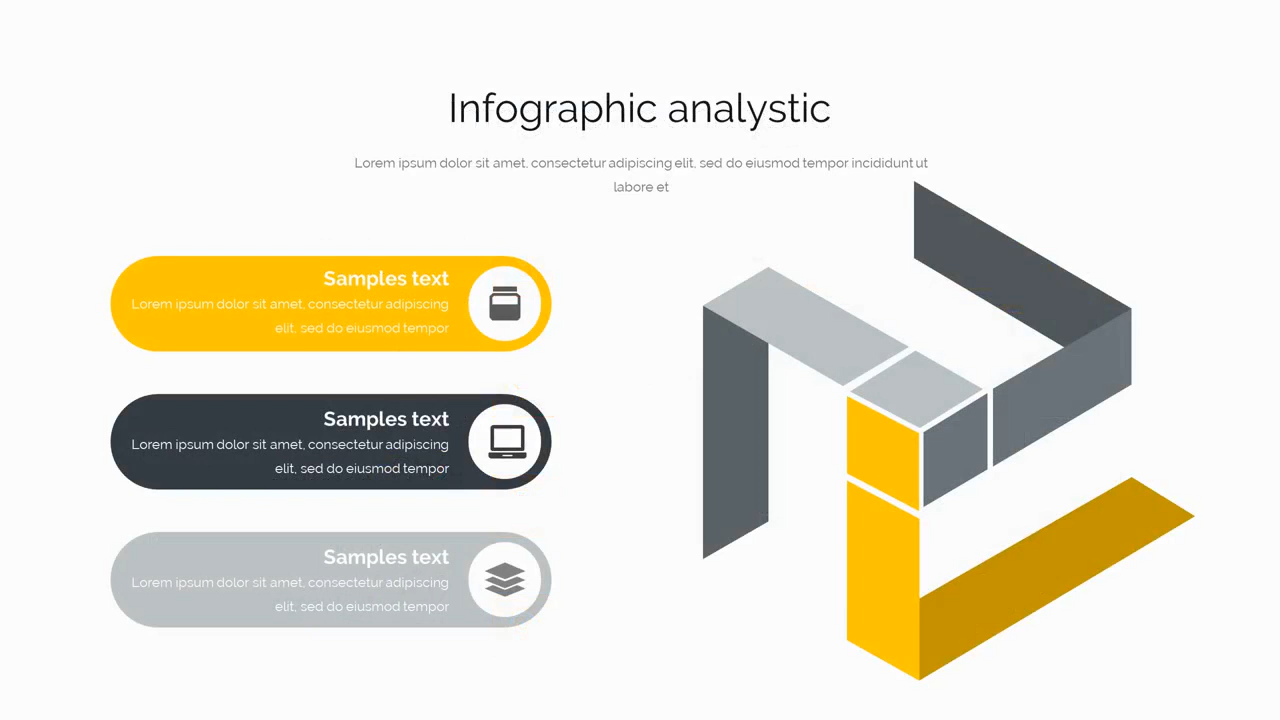 Infographic analystic
Lorem ipsum dolor sit amet, consectetur adipiscing elit, sed do eiusmod tempor incididunt ut
labore et
Samples text
Lorem ipsum dolor sit amet, consectetur adipiscing
elit, sed do eiusmod tempor
Samples text
Lorem ipsum dolor sit amet, consectetur adipiscing
elit, sed do eiusmod tempor
Samples text
Lorem ipsum dolor sit amet, consectetur adipiscing
elit, sed do eiusmod tempor